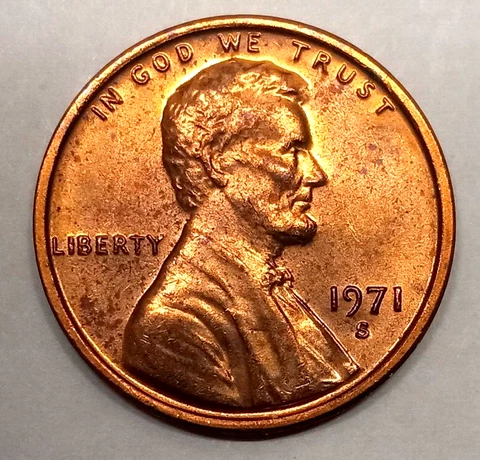 IN GOD WE TRUST
LIBERTY
1971
S